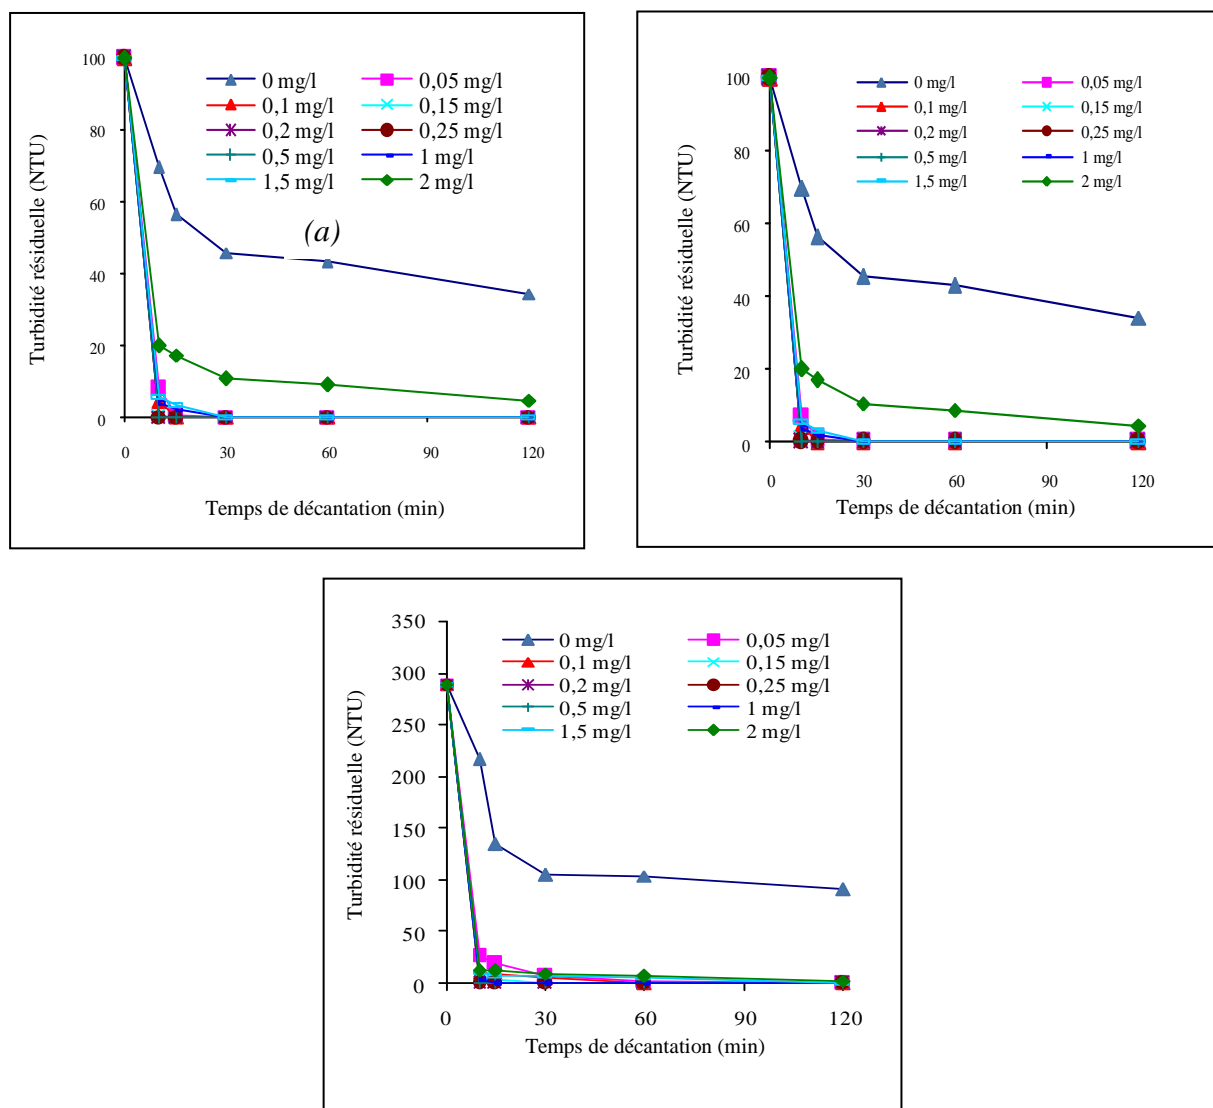 100
80
60
40
20
0
Turbidité résiduelle (NTU)
0 mg/l 0,05 mg/l
0,1 mg/l 0,15 mg/l
0,2 mg/l 0,25 mg/l
0,5 mg/l 1 mg/l
1,5 mg/l 2 mg/l
(a)
0 30 60 90 120
Temps de décantation (min)
100
80
60
40
20
0
Turbidité résiduelle (NTU)
0 mg/l 0,05 mg/l
0,1 mg/l 0,15 mg/l
0,2 mg/l 0,25 mg/l
0,5 mg/l 1 mg/l
1,5 mg/l 2 mg/l
0 30 60 90 120
Temps de décantation (min)
350
300
250
200
150
100
50
0
Turbidité résiduelle (NTU)
0 mg/l 0,05 mg/l
0,1 mg/l 0,15 mg/l
0,2 mg/l 0,25 mg/l
0,5 mg/l 1 mg/l
1,5 mg/l 2 mg/l
0 30 60 90 120
Temps de décantation (min)